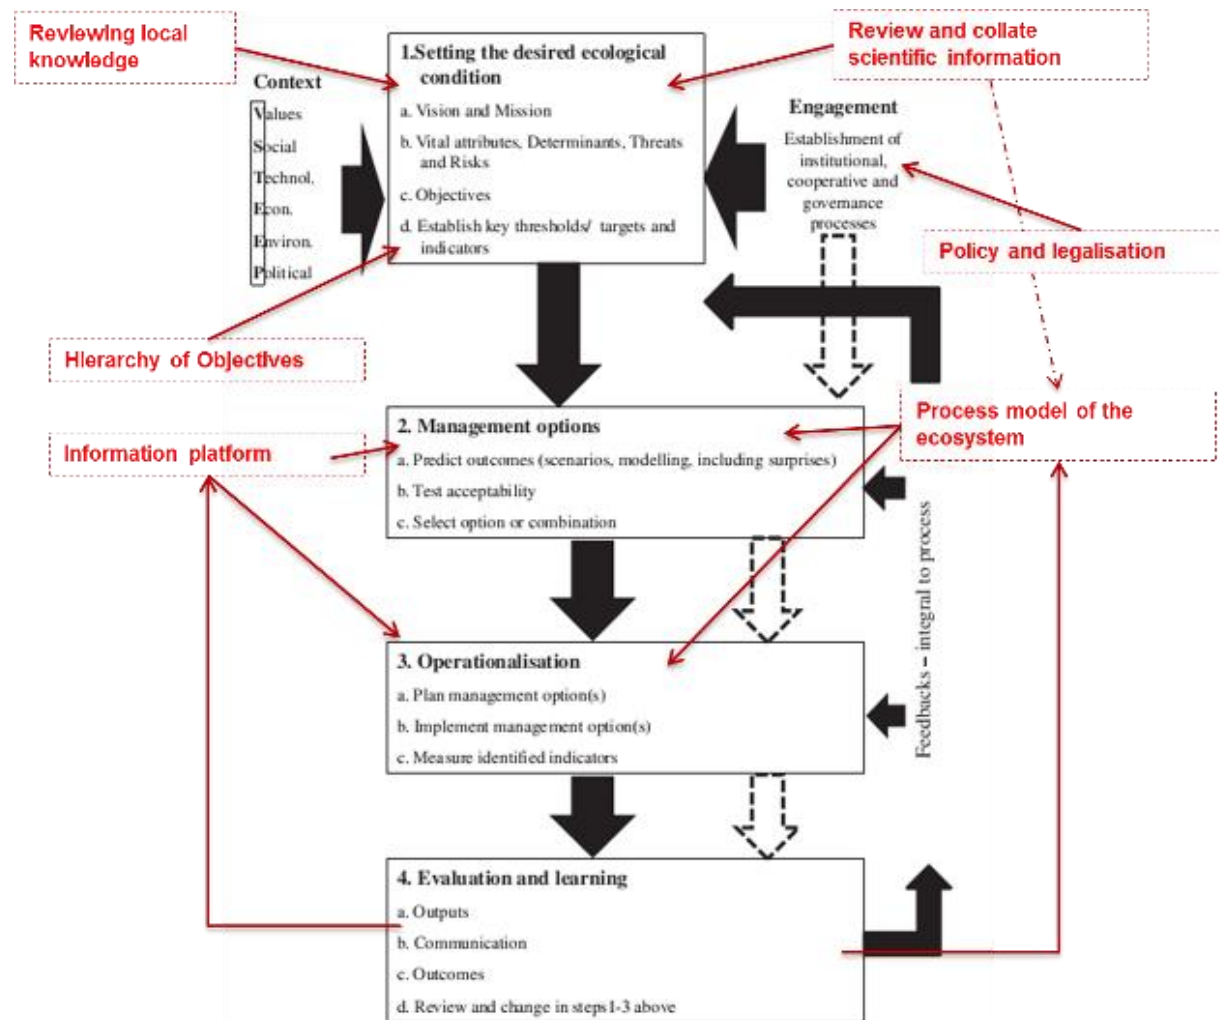 Reviewing local
knowledge
Review and collate
scientific information
1.Setting the desired ecological
condition
a. Vision and Mission
b. Vital attributes, Determinants, Threats
and Risks
c. Objectives
d. Establish key thresholds/ targets and
indicators
Context
Values
Social
Technol.
Econ.
Environ.
Political
Engagement
Establishment of
institutional,
cooperative and
governance
processes
Policy and legalisation
Hierarchy of Objectives
Information platform
Process model of the
ecosystem
2. Management options
a. Predict outcomes (scenarios, modelling, including surprises)
b. Test acceptability
c. Select option or combination
3. Operationalisation
a. Plan management option(s)
b. Implement management option(s)
c. Measure identified indicators
Feedbacks – integral to process
4. Evaluation and learning
a. Outputs
b. Communication
c. Outcomes
d. Review and change in steps1-3 above